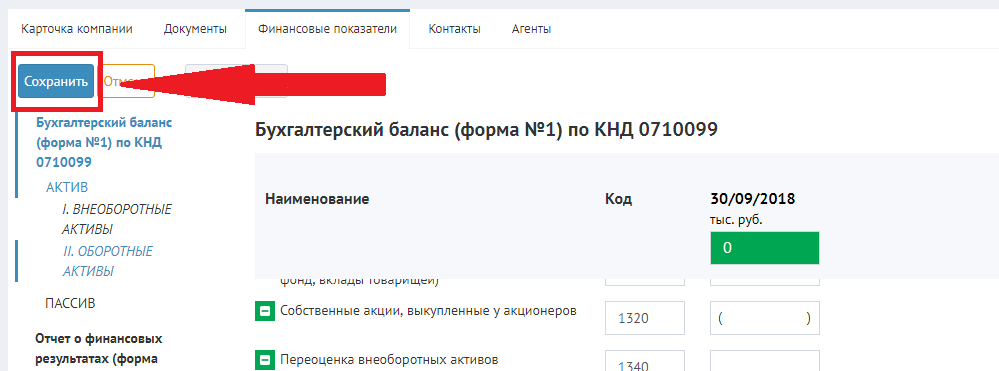 Карточка компании Документы Финансовые показатели Контакты Агенты
Сохранить
Бухгалтерский баланс
(форма №1) по КНД
0710099
АКТИВ
I. ВНЕОБОРОТНЫЕ
АКТИВЫ
II. ОБОРОТНЫЕ
АКТИВЫ
ПАССИВ
Отчет о финансовых
результатах (форма
Бухгалтерский баланс (форма №1) по КНД 0710099
Наименование Код 30/09/2018
тыс. руб.
0
фонд, вклады товарищей)
Собственные акции, выкупленные у акционеров 1320 ( )
Переоценка внеоборотных активов 1340